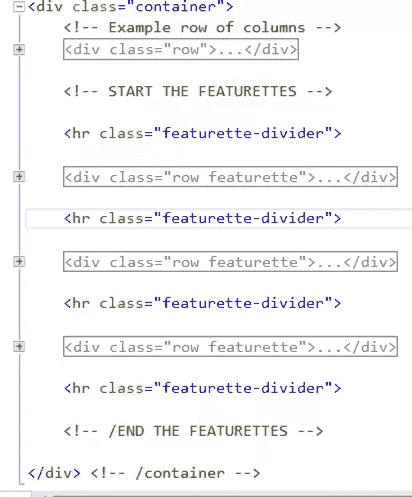 <div class="container">
<!-- Example row of columns -->
<div class="row">...</div>
<!-- START THE FEATURETTES -->
<hr class="featurette-divider">
<div class="row featurette">...</div>
<hr class="featurette-divider">
<div class="row featurette">...</div>
<hr class="featurette-divider">
<div class="row featurette">...</div>
<hr class="featurette-divider">
<!-- /END THE FEATURETTES -->
</div> <!-- /container -->